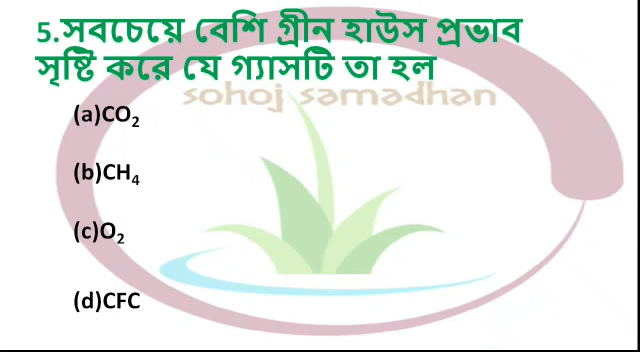 5.সবচেয়ে বেশি গ্রীন হাউস প্রভাব
সৃষ্টি করে যে গ্যাসটি তা হল
sohoj samadhan
(a)CO₂
(b)CH₄
(c)O₂
(d)CFC